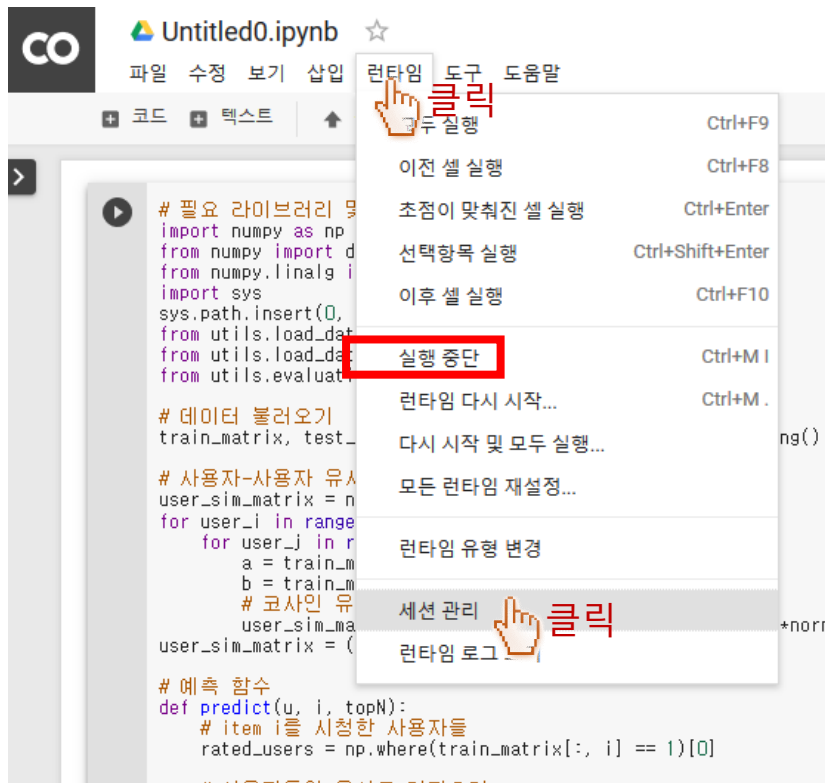 CO
Untitled0.ipynb
파일 수정 보기 삽입 런타임 도구 도움말
클릭
코드 텍스트
두 실행 Ctrl+F9
이전 셀 실행 Ctrl+F8
초점이 맞춰진 셀 실행 Ctrl+Enter
선택항목 실행 Ctrl+Shift+Enter
이후 셀 실행 Ctrl+F10
실행 중단 Ctrl+M I
런타임 다시 시작... Ctrl+M .
다시 시작 및 모두 실행...
모든 런타임 재설정...
런타임 유형 변경
세션 관리
클릭
런타임 로그
# 필요 라이브러리 및
import numpy as np
from numpy import d
from numpy.linalg i
import sys
sys.path.insert(0,
from utils.load_dat
from utils.load_dat
from utils.evaluati
# 데이터 불러오기
train_matrix, test_ ng()
# 사용자-사용자 유사
user_sim_matrix = n
for user_i in range
for user_j in r
a = train_m
b = train_m
# 코사인 유
user_sim_ma *nor
user_sim_matrix = (
# 예측 함수
def predict(u, i, topN):
# item i를 시청한 사용자들
rated_users = np.where(train_matrix[:, i] == 1)[0]